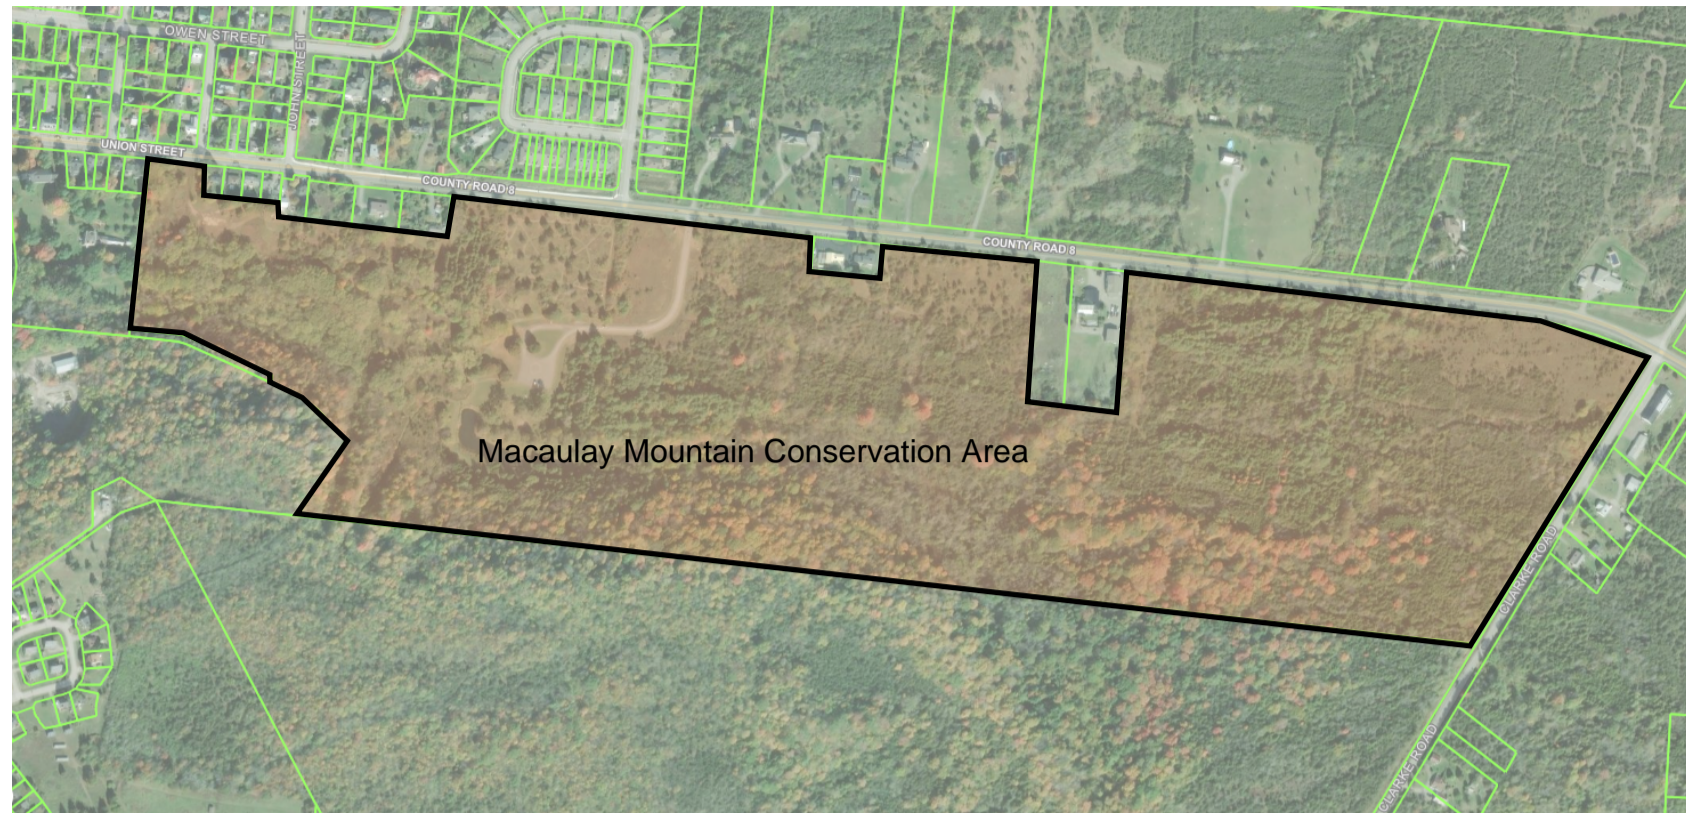 OWEN STREET
JOHN STREET
UNION STREET
COUNTY ROAD 8
COUNTY ROAD 8
Macaulay Mountain Conservation Area
CLARKE ROAD
CLARKE ROAD